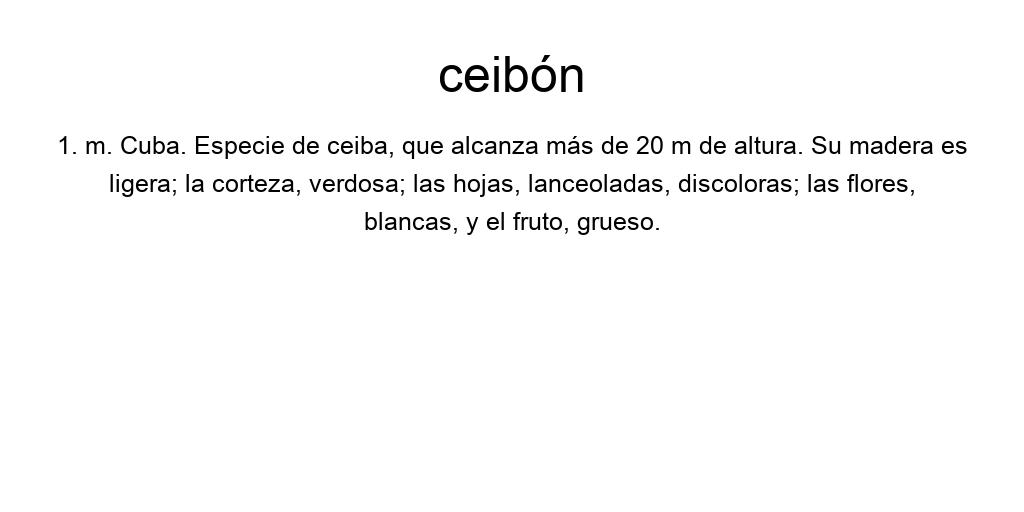 ceibón
1. m. Cuba. Especie de ceiba, que alcanza más de 20 m de altura. Su madera es
ligera; la corteza, verdosa; las hojas, lanceoladas, discoloras; las flores,
blancas, y el fruto, grueso.